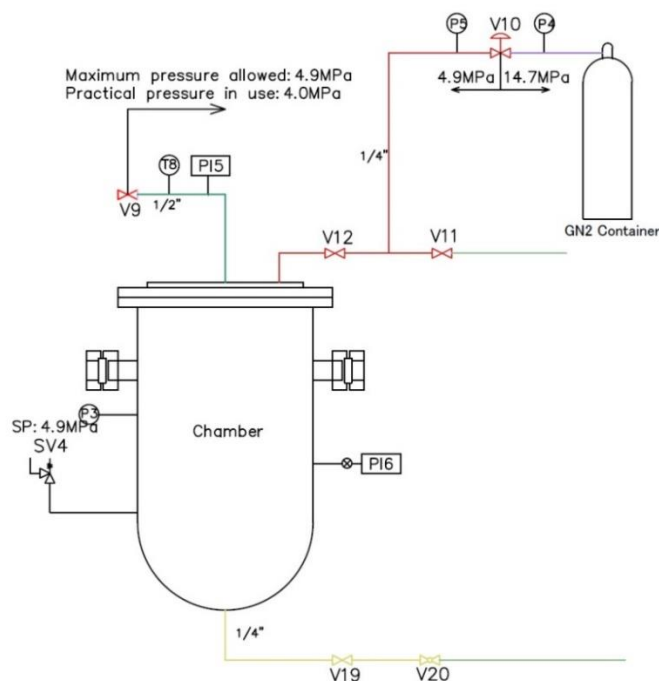 P5
V10
P4
Maximum pressure allowed: 4.9MPa
Practical pressure in use: 4.0MPa
4.9MPa
14.7MPa
1/4"
T8
PI5
V9
1/2"
GN2 Container
V12
V11
P3
SP: 4.9MPa
SV4
Chamber
PI6
1/4"
V19
V20